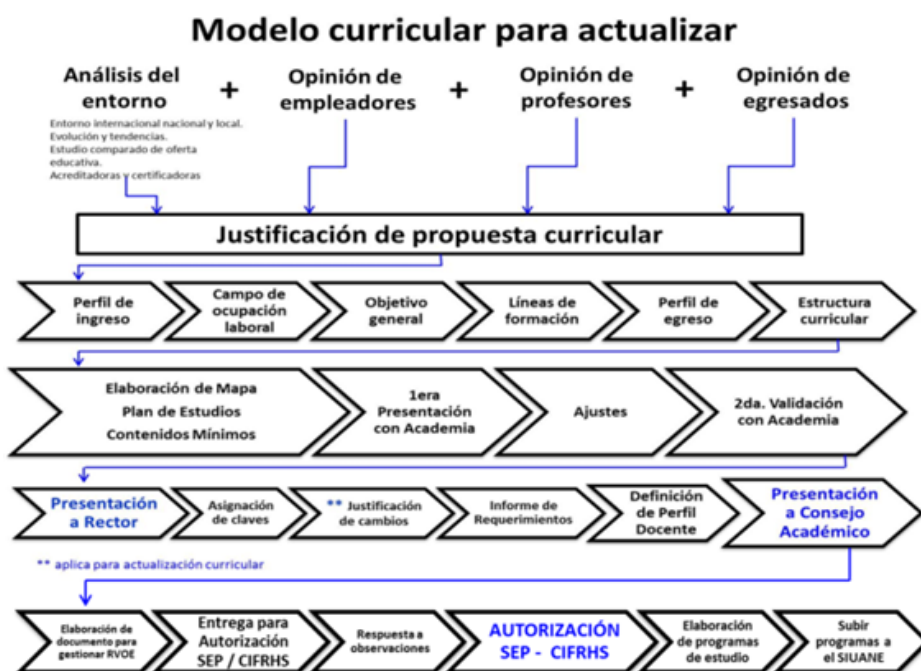 Modelo curricular para actualizar
Análisis del
entorno
+
Opinión de
empleadores
+
Opinión de
profesores
+
Opinión de
egresados
Entorno internacional nacional y local.
Evolución y tendencias.
Estudio comparado de oferta
educativa.
Acreditadoras y certificadoras
Justificación de propuesta curricular
Perfil de
ingreso
Campo de
ocupación
laboral
Objetivo
general
Líneas de
formación
Perfil de
egreso
Estructura
curricular
Elaboración de Mapa
Plan de Estudios
Contenidos Mínimos
1era
Presentación
con Academia
Ajustes
2da. Validación
con Academia
Presentación
a Rector
Asignación
de claves
** Justificación
de cambios
Informe de
Requerimientos
Definición
de Perfil
Docente
Presentación
a Consejo
Académico
** aplica para actualización curricular
Elaboración de
documento para
gestionar RVOE
Entrega para
Autorización
SEP / CIFRHS
Respuesta a
observaciones
AUTORIZACIÓN
SEP - CIFRHS
Elaboración
de programas
de estudio
Subir
programas a
el SIUANE